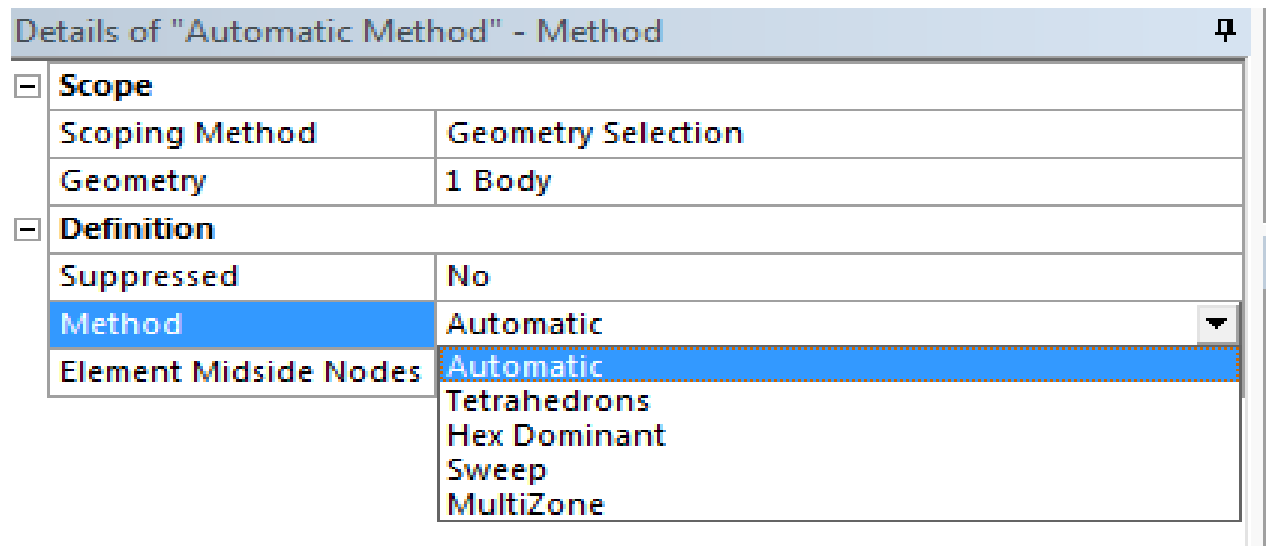 Details of "Automatic Method" - Method
Scope
Scoping Method Geometry Selection
Geometry 1 Body
Definition
Suppressed No
Method Automatic
Element Midside Nodes Automatic
Tetrahedrons
Hex Dominant
Sweep
MultiZone